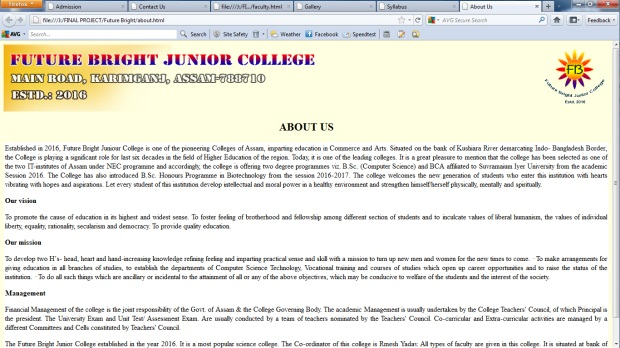 Firefox
Admission
Contact Us
file:///J:/FI.../faculty.html
Gallery
Syllabus
About Us
file:///J:/FINAL PROJECT/Future Bright/about.html
AVG Secure Search
Feedback
AVG
Search...
Search
Site Safety
Weather
Facebook
Speedtest
FUTURE BRIGHT JUNIOR COLLEGE
MAIN ROAD, KARIMGANJ, ASSAM-788710
ESTD.: 2016
FB
Future Bright Junior College
Estd: 2016
ABOUT US
Established in 2016, Future Bright Junior College is one of the pioneering Colleges of Assam, imparting education in Commerce and Arts. Situated on the bank of Kushiara River demarcating Indo- Bangladesh Border;
the College is playing a significant role for last six decades in the field of Higher Education of the region. Today, it is one of the leading colleges. It is a great pleasure to mention that the college has been selected as one of
the two IT-institutes of Assam under NEC programme and accordingly; the college is offering two degree programmes viz. B.Sc. (Computer Science) and BCA affiliated to Suvramanim Iyer University from the academic
Session 2016. The College has also introduced B.Sc. Honours Programme in Biotechnology from the session 2016-2017. The college welcomes the new generation of students who enter this institution with hearts
vibrating with hopes and aspirations. Let every student of this institution develop intellectual and moral power in a healthy environment and strengthen himself/herself physically, mentally and spiritually.
Our vision
To promote the cause of education in its highest and widest sense. To foster feeling of brotherhood and fellowship among different section of students and to inculcate values of liberal humanism, the values of individual
liberty, equality, rationality, secularism and democracy. To provide quality education.
Our mission
To develop two H's- head, heart and hand-increasing knowledge refining feeling and imparting practical sense and skill with a mission to turn up new men and women for the new times to come. · To make arrangements for
giving education in all branches of studies, to establish the departments of Computer Science Technology, Vocational training and courses of studies which open up career opportunities and to raise the status of the
institution. · To do all such things which are ancillary or incidental to the attainment of all or any of the above objectives, which may be conducive to welfare of the students and the interest of the society.
Management
Financial Management of the college is the joint responsibility of the Govt. of Assam & the College Governing Body. The academic Management is usually undertaken by the College Teachers' Council, of which Principal is
the president. The University Exam and Unit Test/ Assessment Exam. Are usually conducted by a team of teachers nominated by the Teachers' Council. Co-curricular and Extra-curricular activities are managed by a
different Committees and Cells constituted by Teachers' Council.
The Future Bright Junior College established in the year 2016. It is a most popular science college. The Co-ordinator of this college is Rmesh Yadav. All types of faculty are given in this college. It is situated at bank of